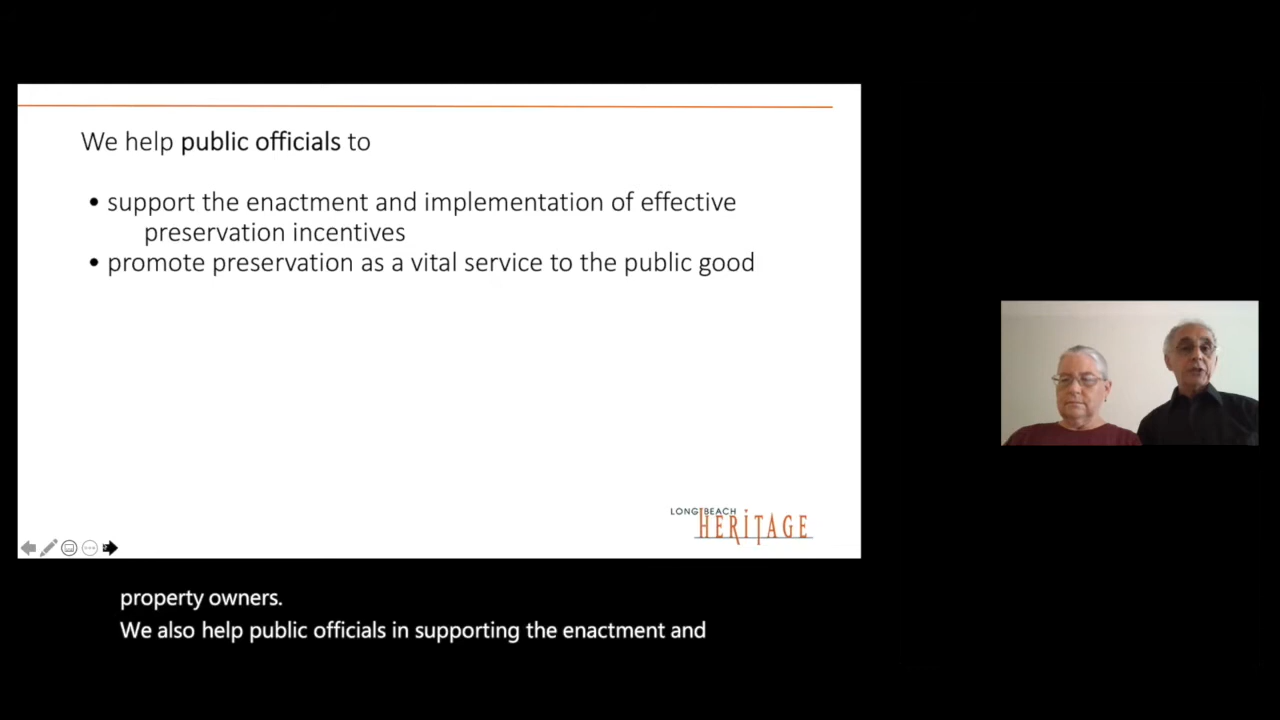 We help public officials to
• support the enactment and implementation of effective
preservation incentives
• promote preservation as a vital service to the public good
LONG BEACH
HERiTAGE
property owners.
We also help public officials in supporting the enactment and